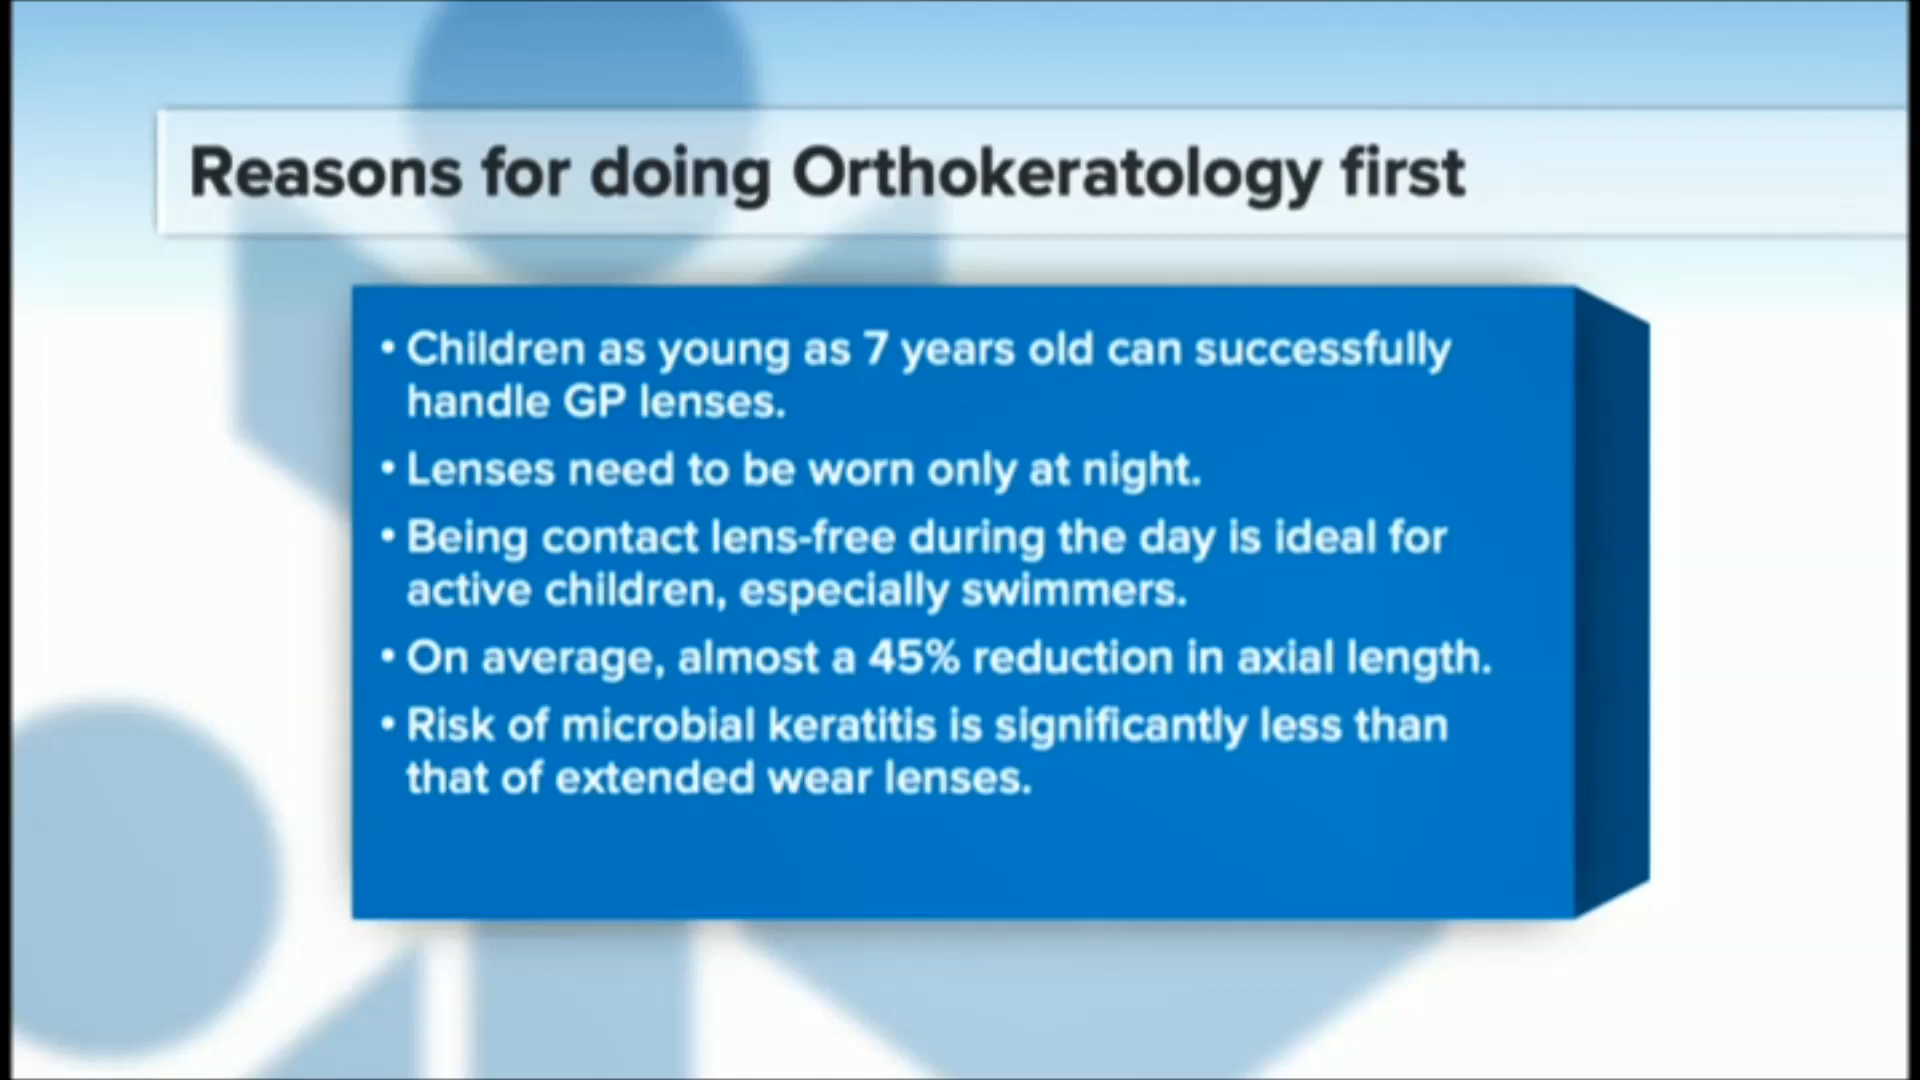 Reasons for doing Orthokeratology first
• Children as young as 7 years old can successfully
handle GP lenses.
• Lenses need to be worn only at night.
• Being contact lens-free during the day is ideal for
active children, especially swimmers.
• On average, almost a 45% reduction in axial length.
• Risk of microbial keratitis is significantly less than
that of extended wear lenses.